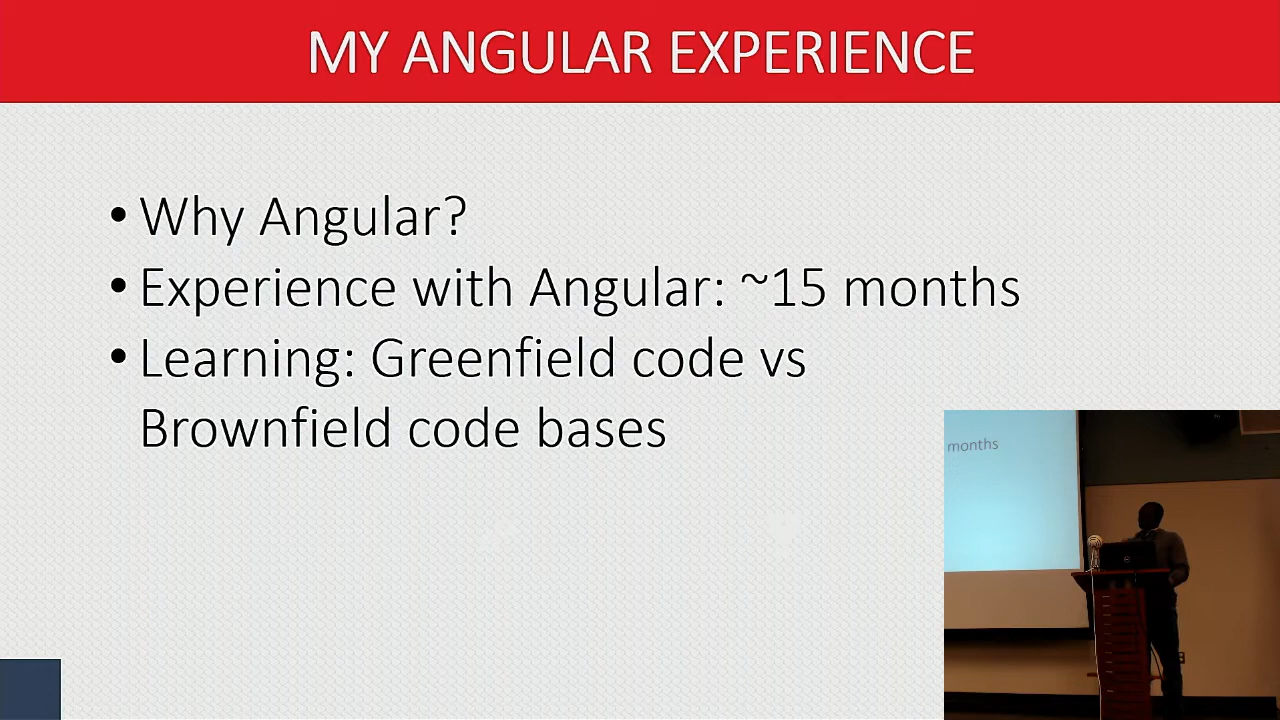 MY ANGULAR EXPERIENCE
• Why Angular?
• Experience with Angular: ~15 months
• Learning: Greenfield code vs
Brownfield code bases
months